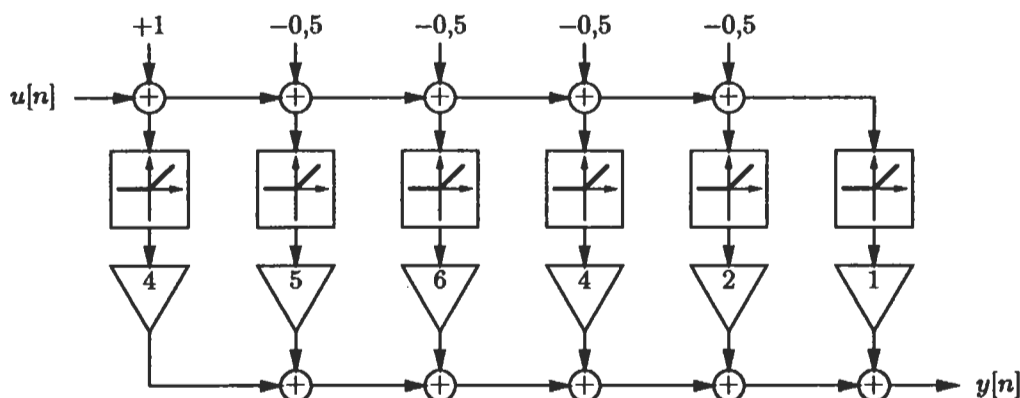 +1 −0,5 −0,5 −0,5 −0,5
u[n] + + + + +
4 5 6 4 2 1
+ + + + + y[n]